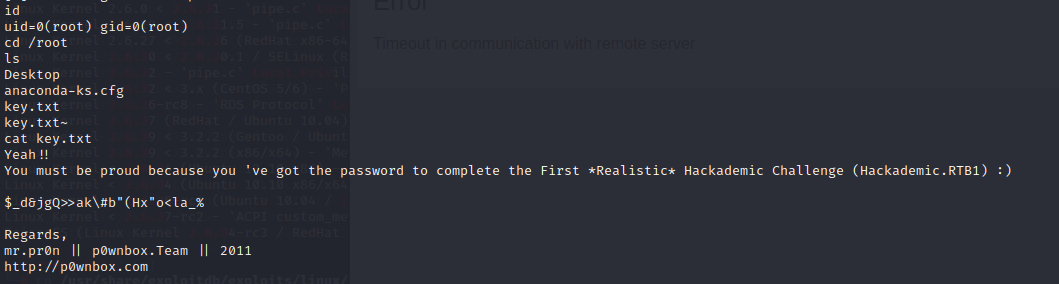 id
uid=0(root) gid=0(root)
cd /root
ls
Desktop
anaconda-ks.cfg
key.txt
key.txt~
cat key.txt
Yeah!!
You must be proud because you 've got the password to complete the First *Realistic* Hackademic Challenge (Hackademic.RTB1) :)
$_d&jgQ>>ak\#b"(Hx"o<la_%
Regards,
mr.pr0n || p0wnbox.Team || 2011
http://p0wnbox.com
Error
Timeout in communication with remote server